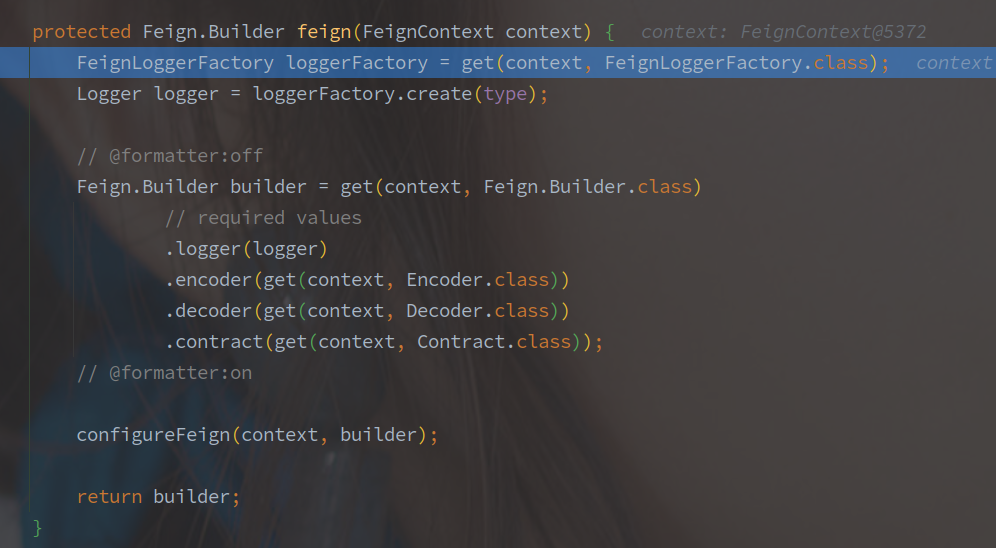 protected Feign.Builder feign(FeignContext context) {   context: FeignContext@5372
    FeignLoggerFactory loggerFactory = get(context, FeignLoggerFactory.class);   context
    Logger logger = loggerFactory.create(type);
    // @formatter:off
    Feign.Builder builder = get(context, Feign.Builder.class)
            // required values
            .logger(logger)
            .encoder(get(context, Encoder.class))
            .decoder(get(context, Decoder.class))
            .contract(get(context, Contract.class));
    // @formatter:on
    configureFeign(context, builder);
    return builder;
}